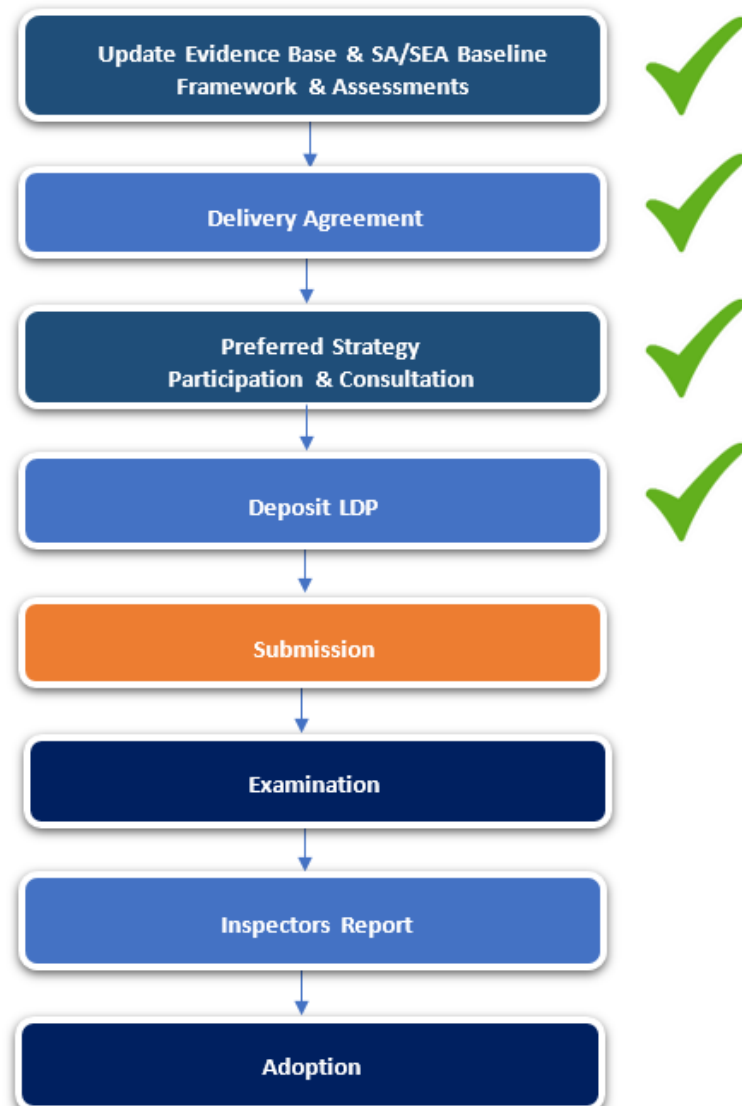 Update Evidence Base & SA/SEA Baseline
Framework & Assessments
Delivery Agreement
Preferred Strategy
Participation & Consultation
Deposit LDP
Submission
Examination
Inspectors Report
Adoption